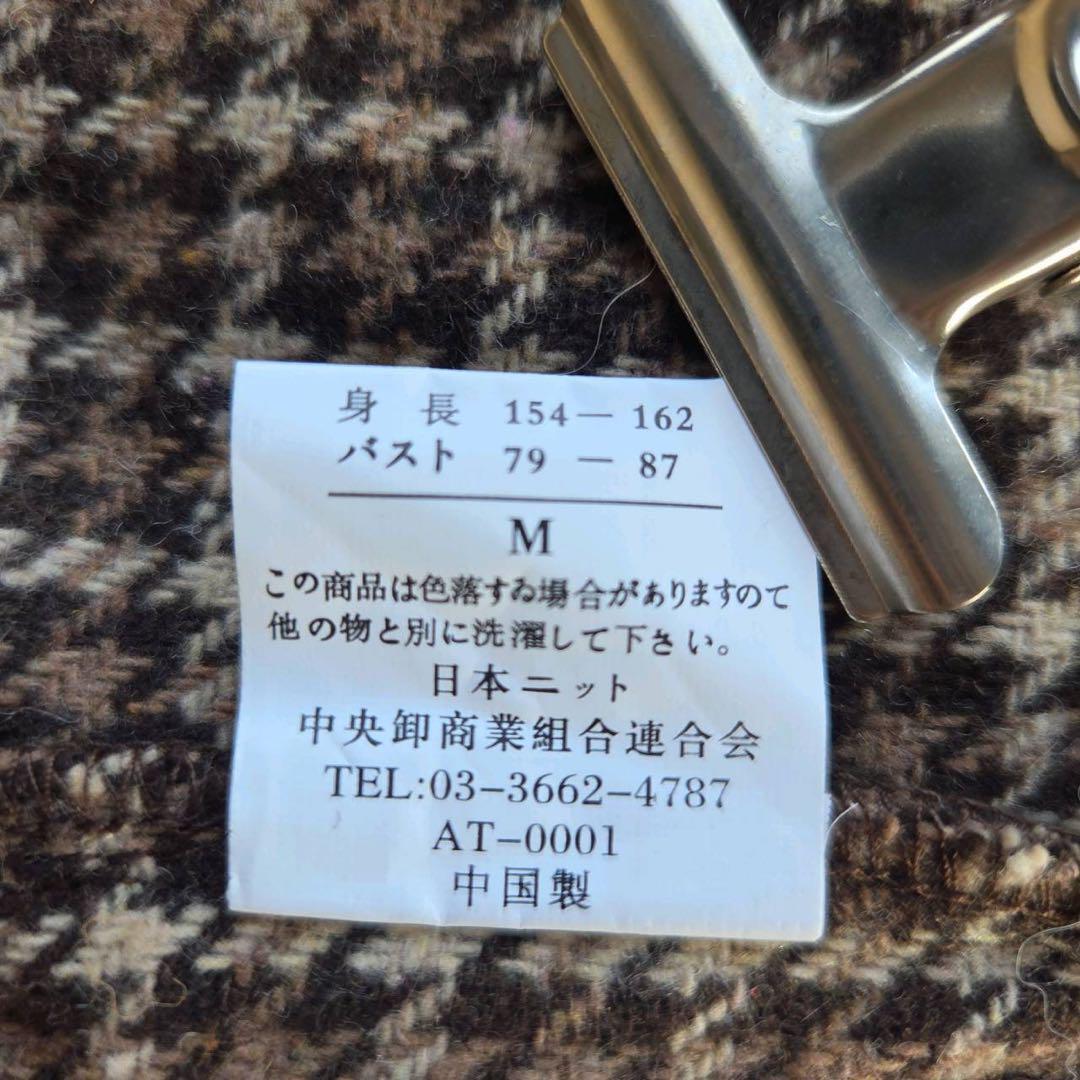 身長 154－162
バスト 79－87
M
この商品は色落すゐ場合がありますので
他の物と別に洗濯して下さい。
日本ニット
中央卸商業組合連合会
TEL:03-3662-4787
AT-0001
中国製